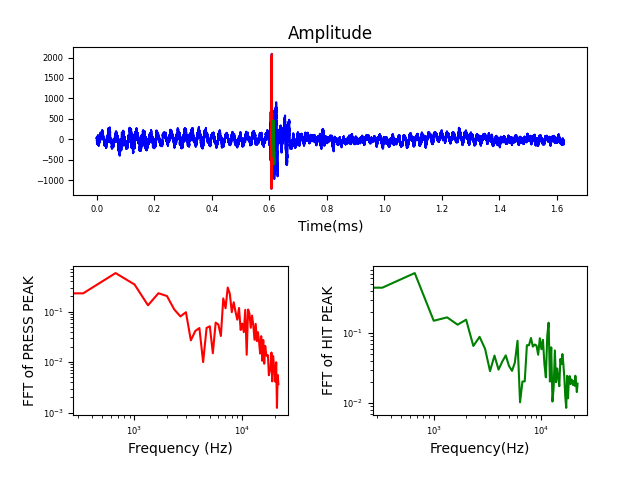 Amplitude
2000
1500
1000
500
0
−500
−1000
0.0 0.2 0.4 0.6 0.8 1.0 1.2 1.4 1.6
Time(ms)
FFT of PRESS PEAK
10⁻¹
10⁻²
10⁻³
10³ 10⁴
Frequency (Hz)
FFT of HIT PEAK
10⁻¹
10⁻²
10³ 10⁴
Frequency(Hz)